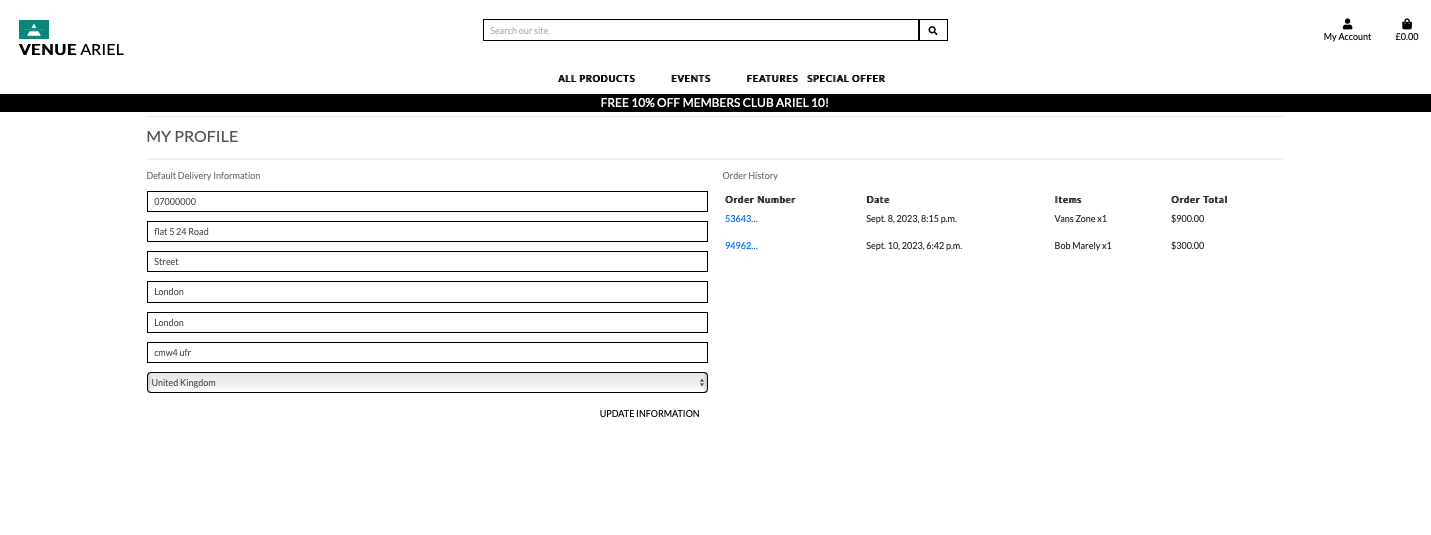 VENUE ARIEL
Search our site
My Account
£0.00
ALL PRODUCTS EVENTS FEATURES SPECIAL OFFER
FREE 10% OFF MEMBERS CLUB ARIEL 10!
MY PROFILE
Default Delivery Information
07000000
flat 5 24 Road
Street
London
London
cmw4 ufr
United Kingdom
UPDATE INFORMATION
Order History
Order Number Date Items Order Total
53643... Sept. 8, 2023, 8:15 p.m. Vans Zone x1 $900.00
94962... Sept. 10, 2023, 6:42 p.m. Bob Marely x1 $300.00